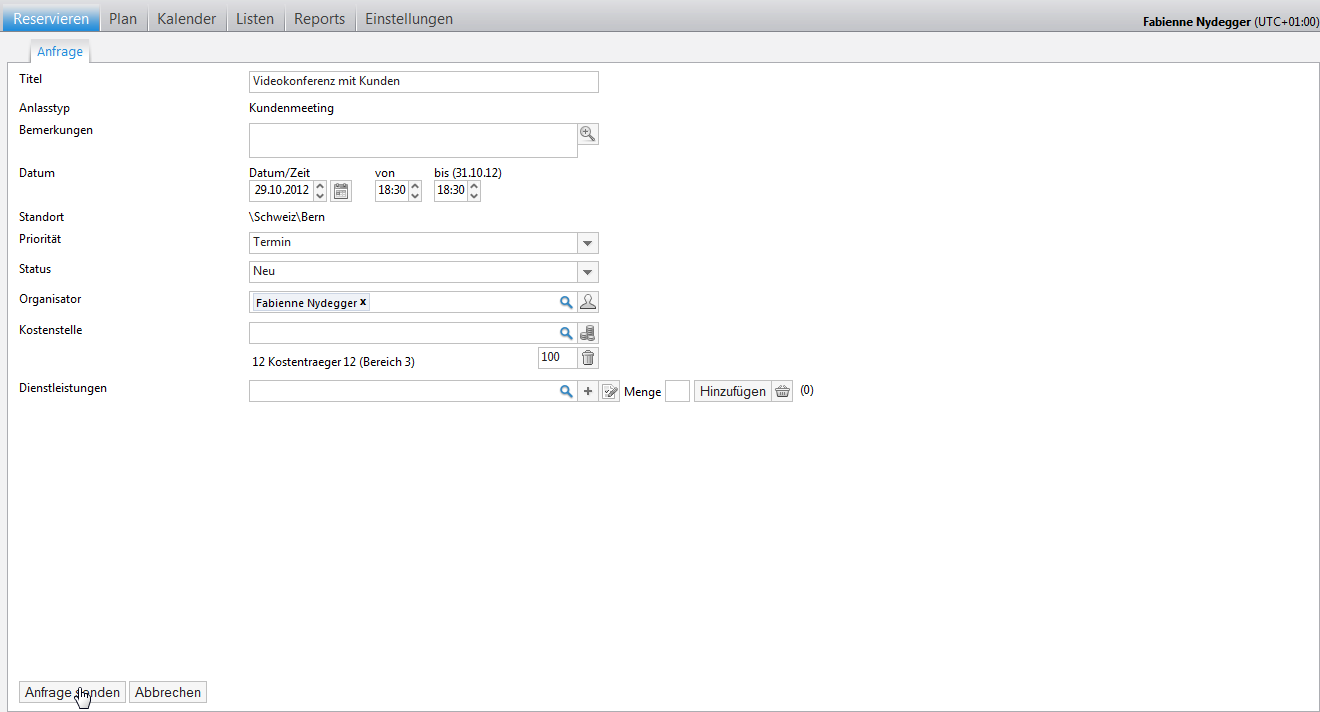 Reservieren Plan Kalender Listen Reports Einstellungen Fabienne Nydegger (UTC+01:00)
Anfrage
Titel Videokonferenz mit Kunden
Anlasstyp Kundenmeeting
Bemerkungen
Datum Datum/Zeit von bis (31.10.12)
29.10.2012 18:30 18:30
Standort \Schweiz\Bern
Priorität Termin
Status Neu
Organisator Fabienne Nydegger x
Kostenstelle
12 Kostentraeger 12 (Bereich 3) 100
Dienstleistungen + Menge Hinzufügen (0)
Anfrage senden Abbrechen